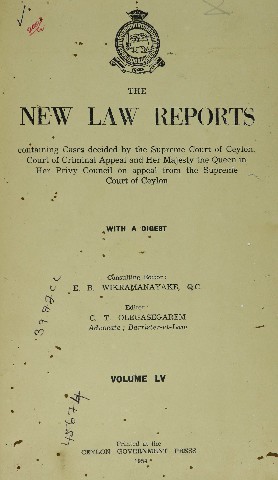 THE
NEW LAW REPORTS
containing Cases decided by the Supreme Court of Ceylon,
Court of Criminal Appeal and Her Majesty the Queen in
Her Privy Council on appeal from the Supreme
Court of Ceylon
WITH A DIGEST
Consulting Editor:
E. B. WIKRAMANAYAKE, Q.C.
Editor:
C. T. OLEGASEGAREM
Advocate; Barrister-at-Law
VOLUME LV
Printed at the
CEYLON GOVERNMENT PRESS
1954